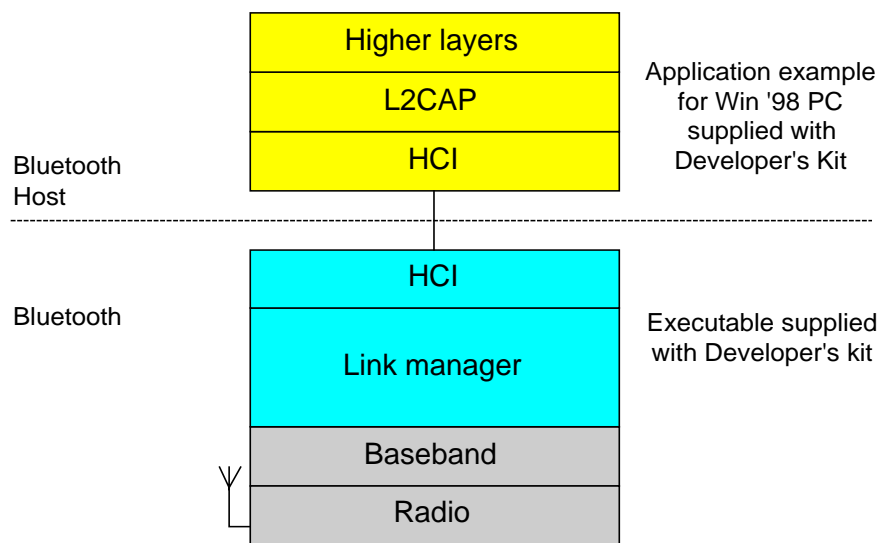 Higher layers
L2CAP
HCI
Application example
for Win '98 PC
supplied with
Developer's Kit
Bluetooth
Host
HCI
Bluetooth
Link manager
Executable supplied
with Developer's kit
Baseband
Radio